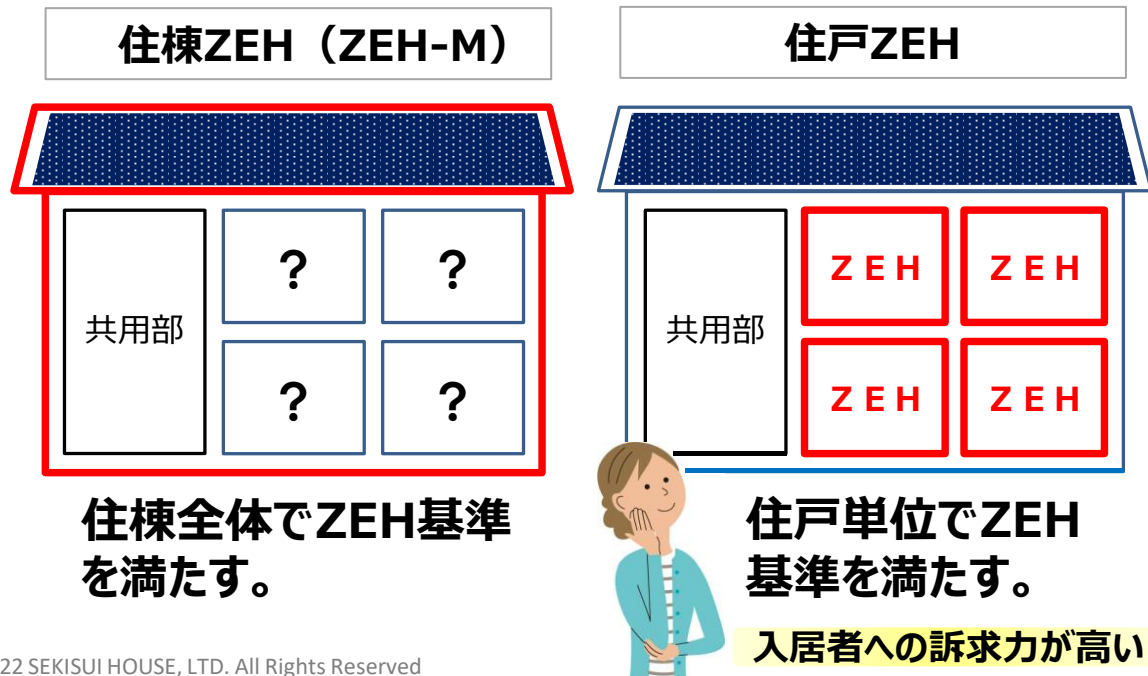 住棟ZEH（ZEH-M）
共用部
？
？
？
？
住棟全体でZEH基準
を満たす。
住戸ZEH
共用部
ＺＥＨ
ＺＥＨ
ＺＥＨ
ＺＥＨ
住戸単位でZEH
基準を満たす。
入居者への訴求力が高い
22 SEKISUI HOUSE, LTD. All Rights Reserved